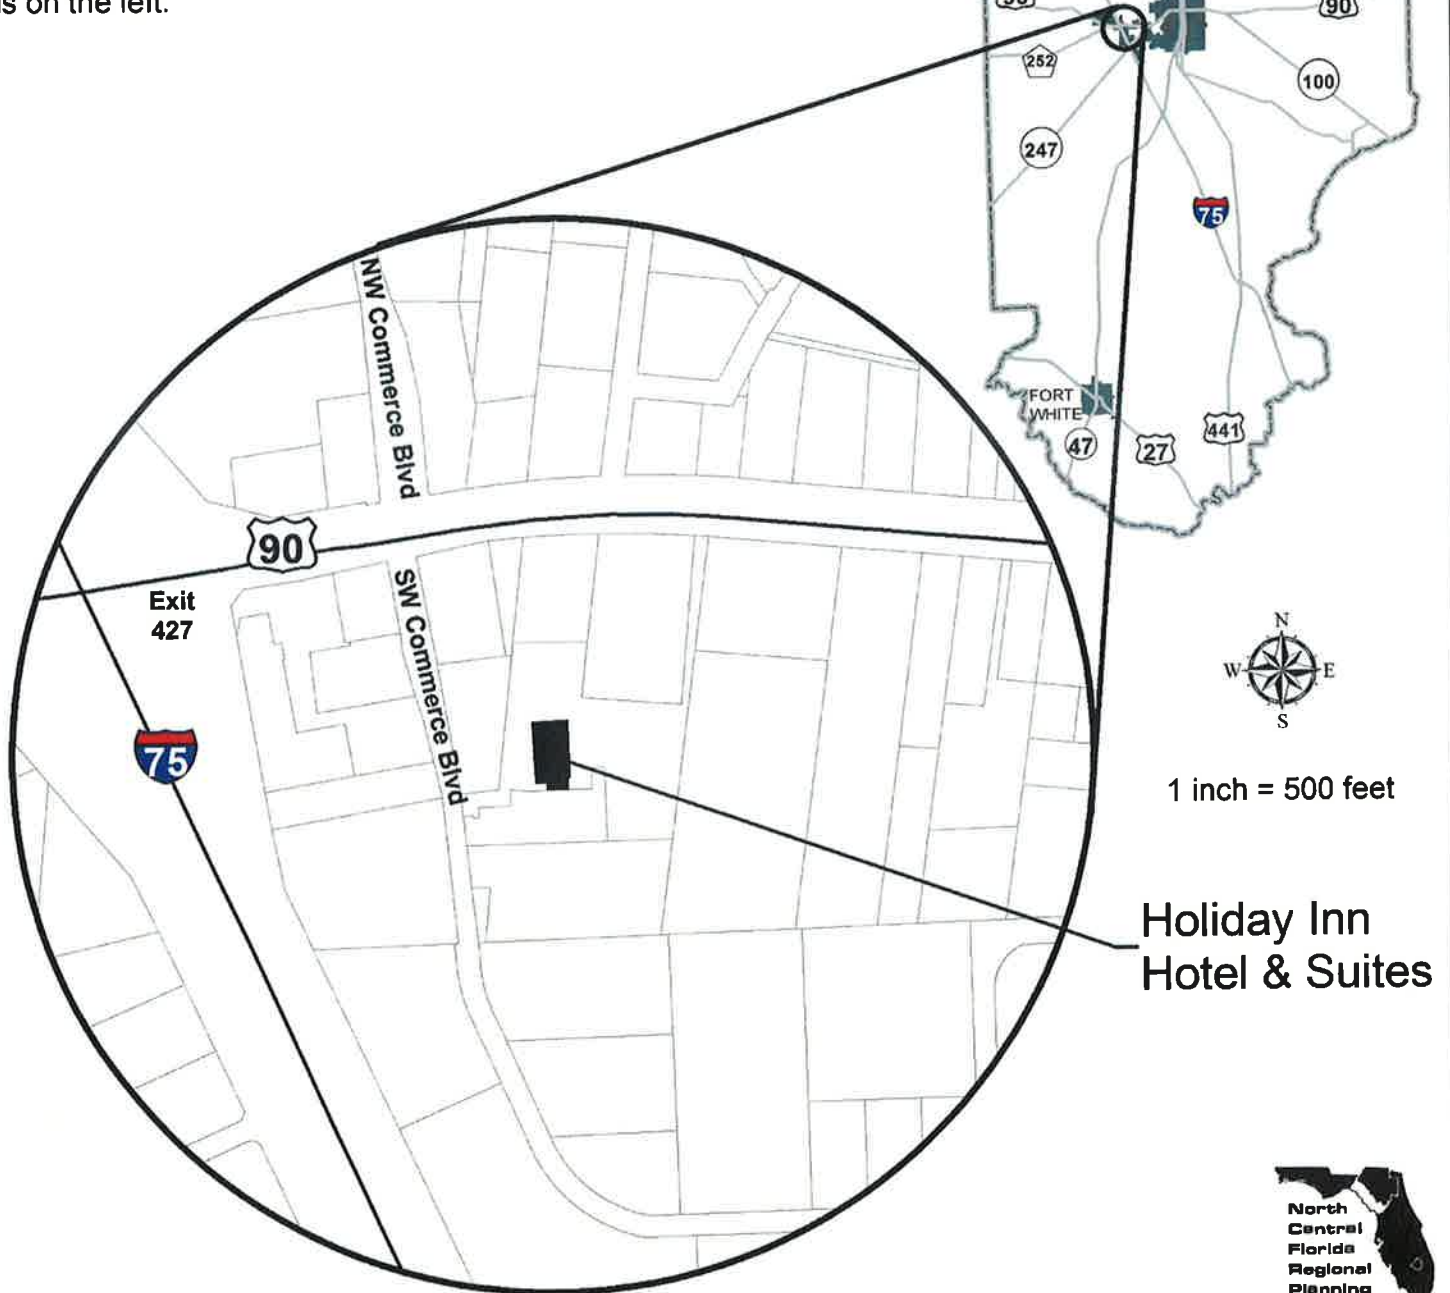 is on the left.
90
252
100
247
75
FORT
WHITE
47
27
441
NW Commerce Blvd
90
Exit
427
SW Commerce Blvd
75
N
W E
S
1 inch = 500 feet
Holiday Inn
Hotel & Suites
North
Central
Florida
Regional
Planning